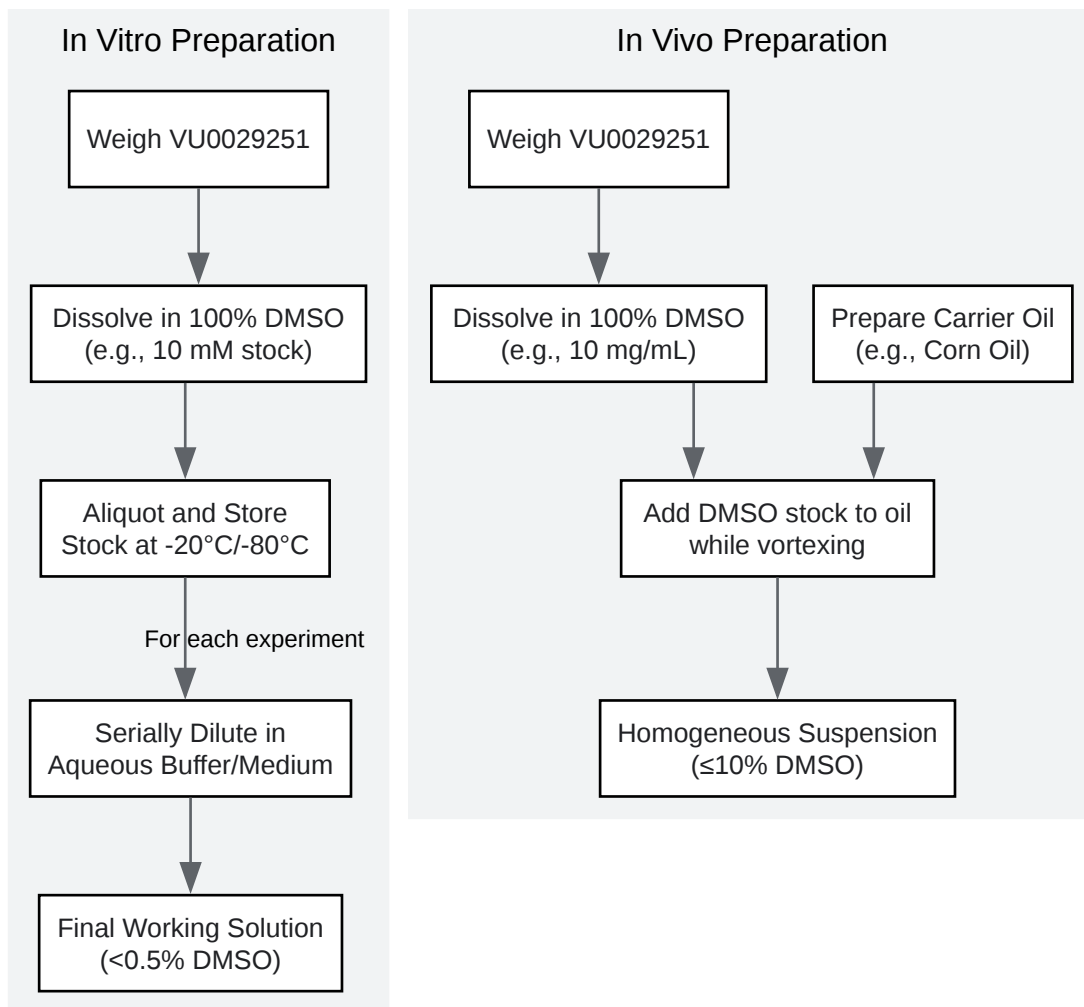 In Vitro Preparation
Weigh VU0029251
Dissolve in 100% DMSO
(e.g., 10 mM stock)
Aliquot and Store
Stock at -20°C/-80°C
For each experiment
Serially Dilute in
Aqueous Buffer/Medium
Final Working Solution
(<0.5% DMSO)
In Vivo Preparation
Weigh VU0029251
Dissolve in 100% DMSO
(e.g., 10 mg/mL)
Prepare Carrier Oil
(e.g., Corn Oil)
Add DMSO stock to oil
while vortexing
Homogeneous Suspension
(≤10% DMSO)